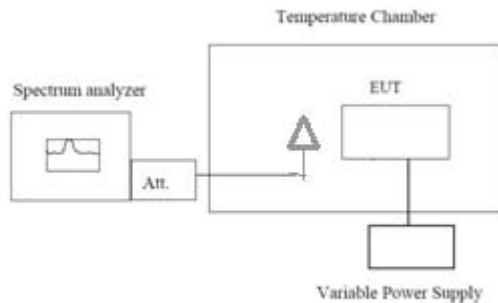 Temperature Chamber
Spectrum analyzer
EUT
Att.
Variable Power Supply